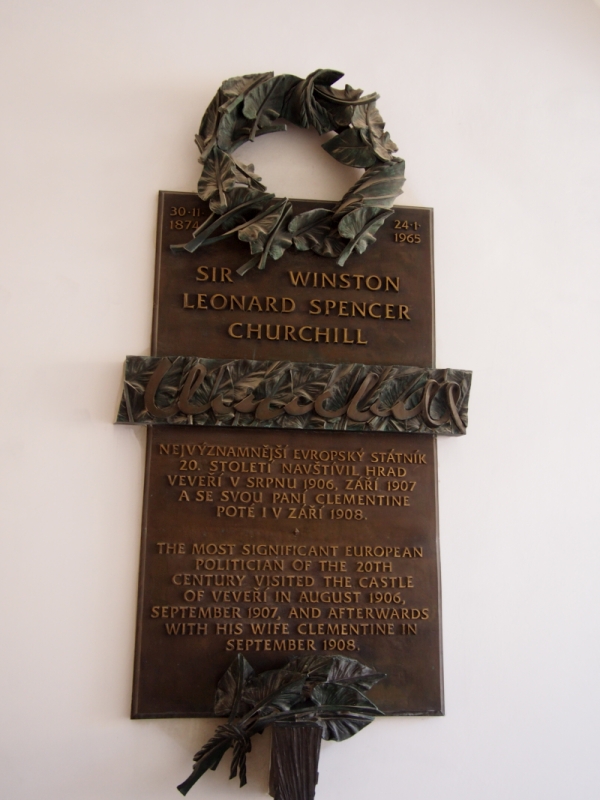 30·11·
1874
24·1·
1965
SIR WINSTON
LEONARD SPENCER
CHURCHILL
NEJVÝZNAMNĚJŠÍ EVROPSKÝ STÁTNÍK
20. STOLETÍ NAVŠTÍVIL HRAD
VEVEŘÍ V SRPNU 1906, ZÁŘÍ 1907
A SE SVOU PANÍ CLEMENTINE
POTÉ I V ZÁŘÍ 1908.
THE MOST SIGNIFICANT EUROPEAN
POLITICIAN OF THE 20TH
CENTURY VISITED THE CASTLE
OF VEVEŘÍ IN AUGUST 1906,
SEPTEMBER 1907, AND AFTERWARDS
WITH HIS WIFE CLEMENTINE IN
SEPTEMBER 1908.